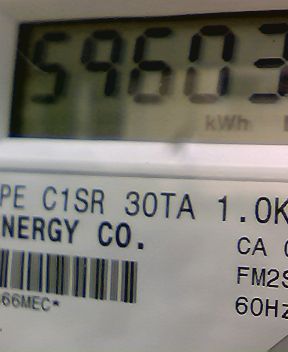 59603
kWh
PE C1SR 30TA 1.0K
NERGY CO.
CA
FM2S
66MEC*
60Hz